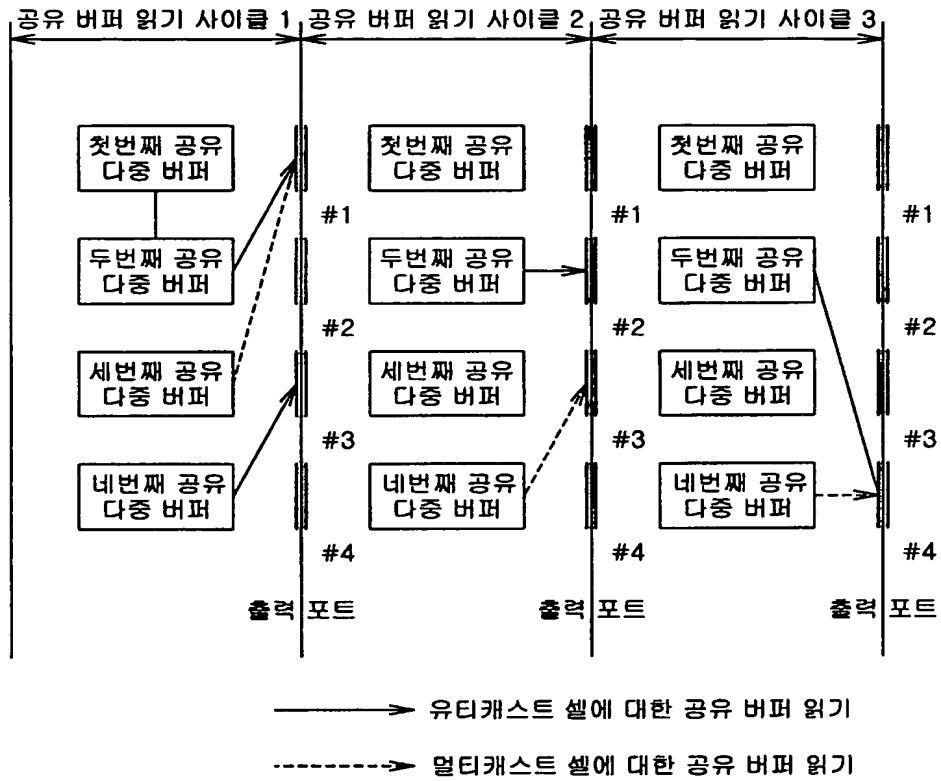 공유 버퍼 읽기 사이클 1
공유 버퍼 읽기 사이클 2
공유 버퍼 읽기 사이클 3
첫번째 공유
다중 버퍼
첫번째 공유
다중 버퍼
첫번째 공유
다중 버퍼
#1
#1
#1
두번째 공유
다중 버퍼
두번째 공유
다중 버퍼
두번째 공유
다중 버퍼
#2
#2
#2
세번째 공유
다중 버퍼
세번째 공유
다중 버퍼
세번째 공유
다중 버퍼
#3
#3
#3
네번째 공유
다중 버퍼
네번째 공유
다중 버퍼
네번째 공유
다중 버퍼
#4
#4
#4
출력 포트
출력 포트
출력 포트
유티캐스트 셀에 대한 공유 버퍼 읽기
멀티캐스트 셀에 대한 공유 버퍼 읽기